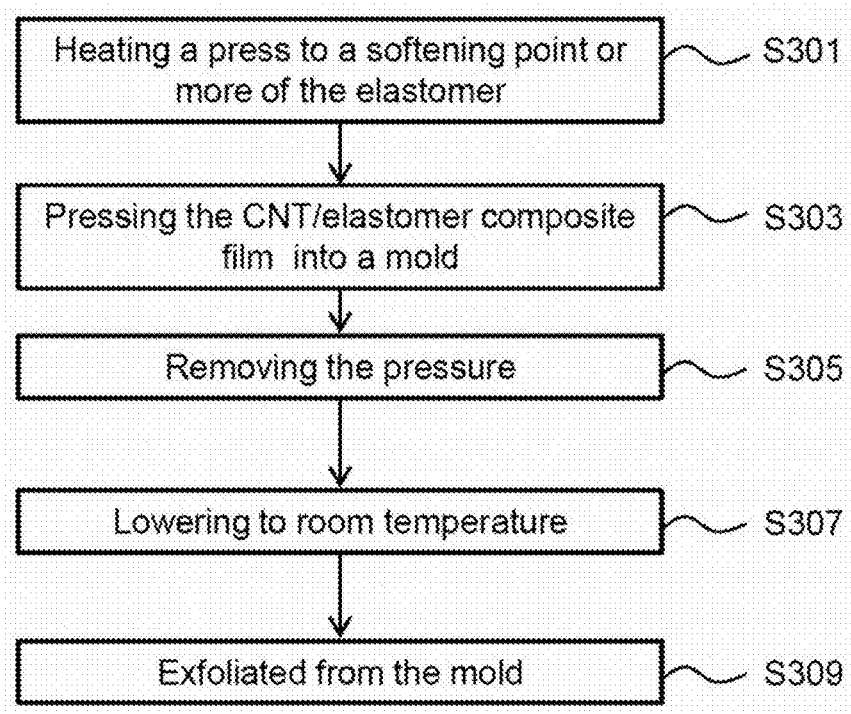 Heating a press to a softening point or
more of the elastomer
S301
Pressing the CNT/elastomer composite
film into a mold
S303
Removing the pressure
S305
Lowering to room temperature
S307
Exfoliated from the mold
S309